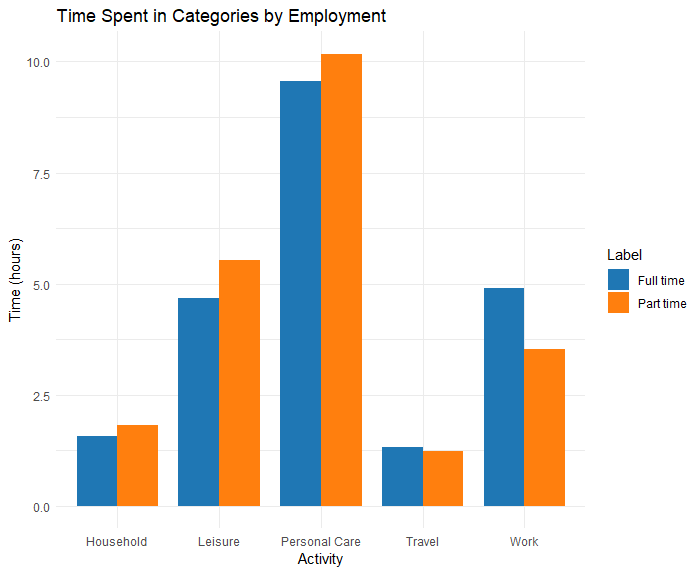 Time Spent in Categories by Employment
Time (hours)
10.0
7.5
5.0
2.5
0.0
Household Leisure Personal Care Travel Work
Activity
Label
Full time
Part time